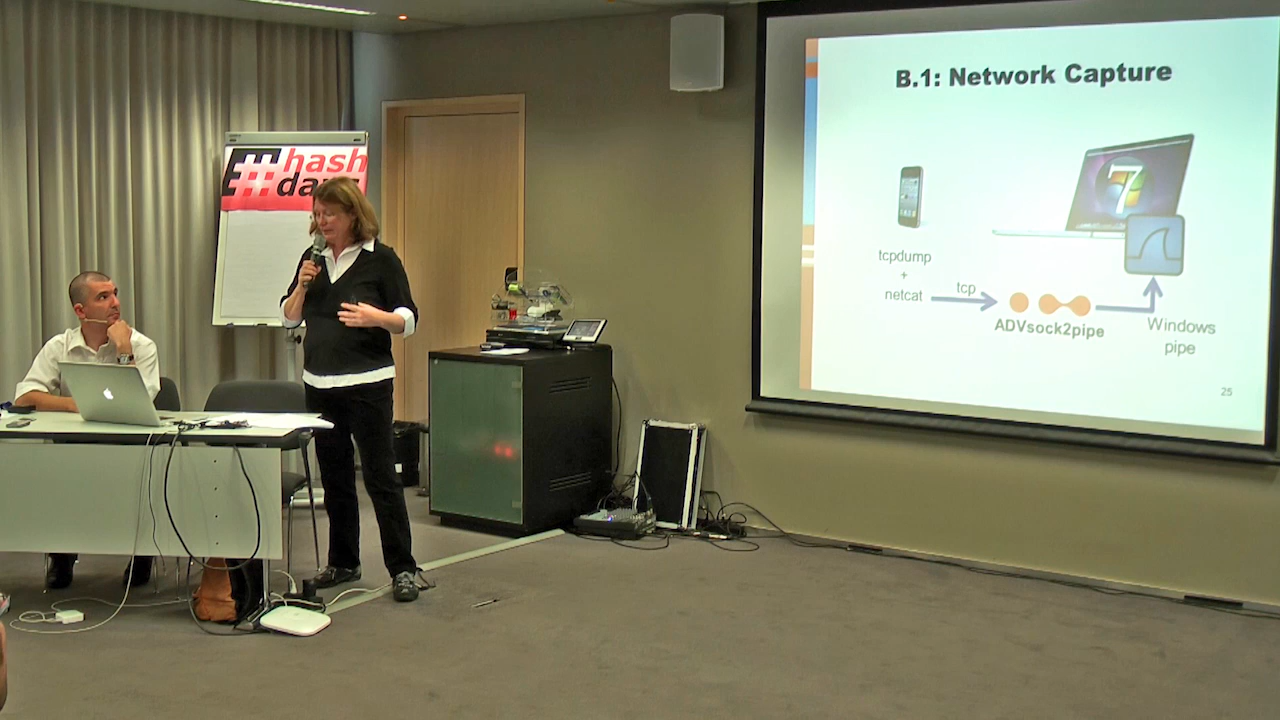 hash
days
B.1: Network Capture
7
tcpdump
+
netcat
tcp
ADVsock2pipe
Windows
pipe
25